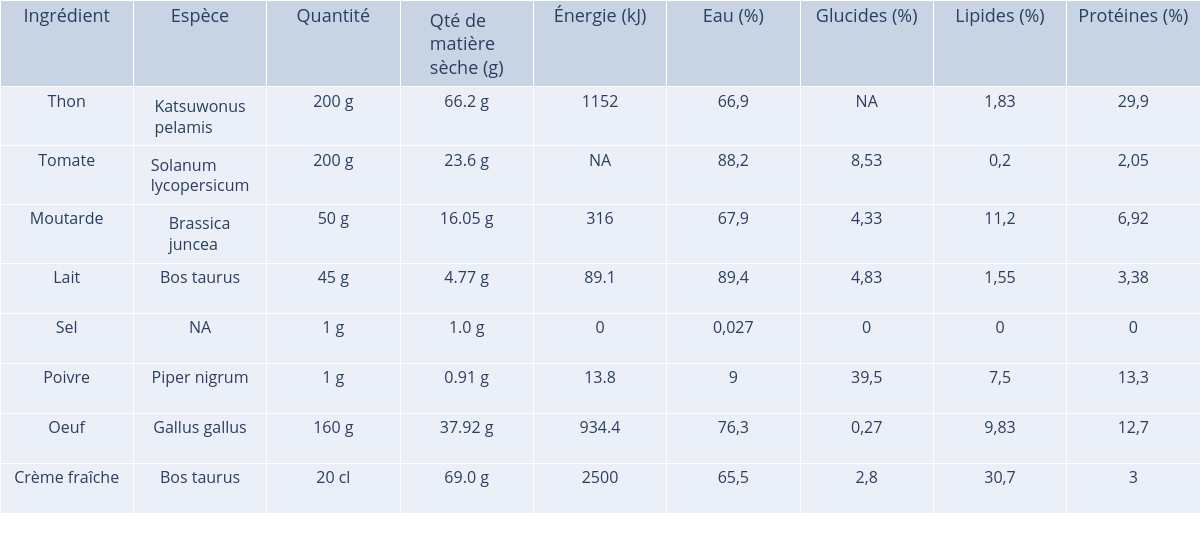 Ingrédient Espèce Quantité Qté de matière sèche (g) Énergie (kJ) Eau (%) Glucides (%) Lipides (%) Protéines (%)
Thon Katsuwonus pelamis 200 g 66.2 g 1152 66,9 NA 1,83 29,9
Tomate Solanum lycopersicum 200 g 23.6 g NA 88,2 8,53 0,2 2,05
Moutarde Brassica juncea 50 g 16.05 g 316 67,9 4,33 11,2 6,92
Lait Bos taurus 45 g 4.77 g 89.1 89,4 4,83 1,55 3,38
Sel NA 1 g 1.0 g 0 0,027 0 0 0
Poivre Piper nigrum 1 g 0.91 g 13.8 9 39,5 7,5 13,3
Oeuf Gallus gallus 160 g 37.92 g 934.4 76,3 0,27 9,83 12,7
Crème fraîche Bos taurus 20 cl 69.0 g 2500 65,5 2,8 30,7 3